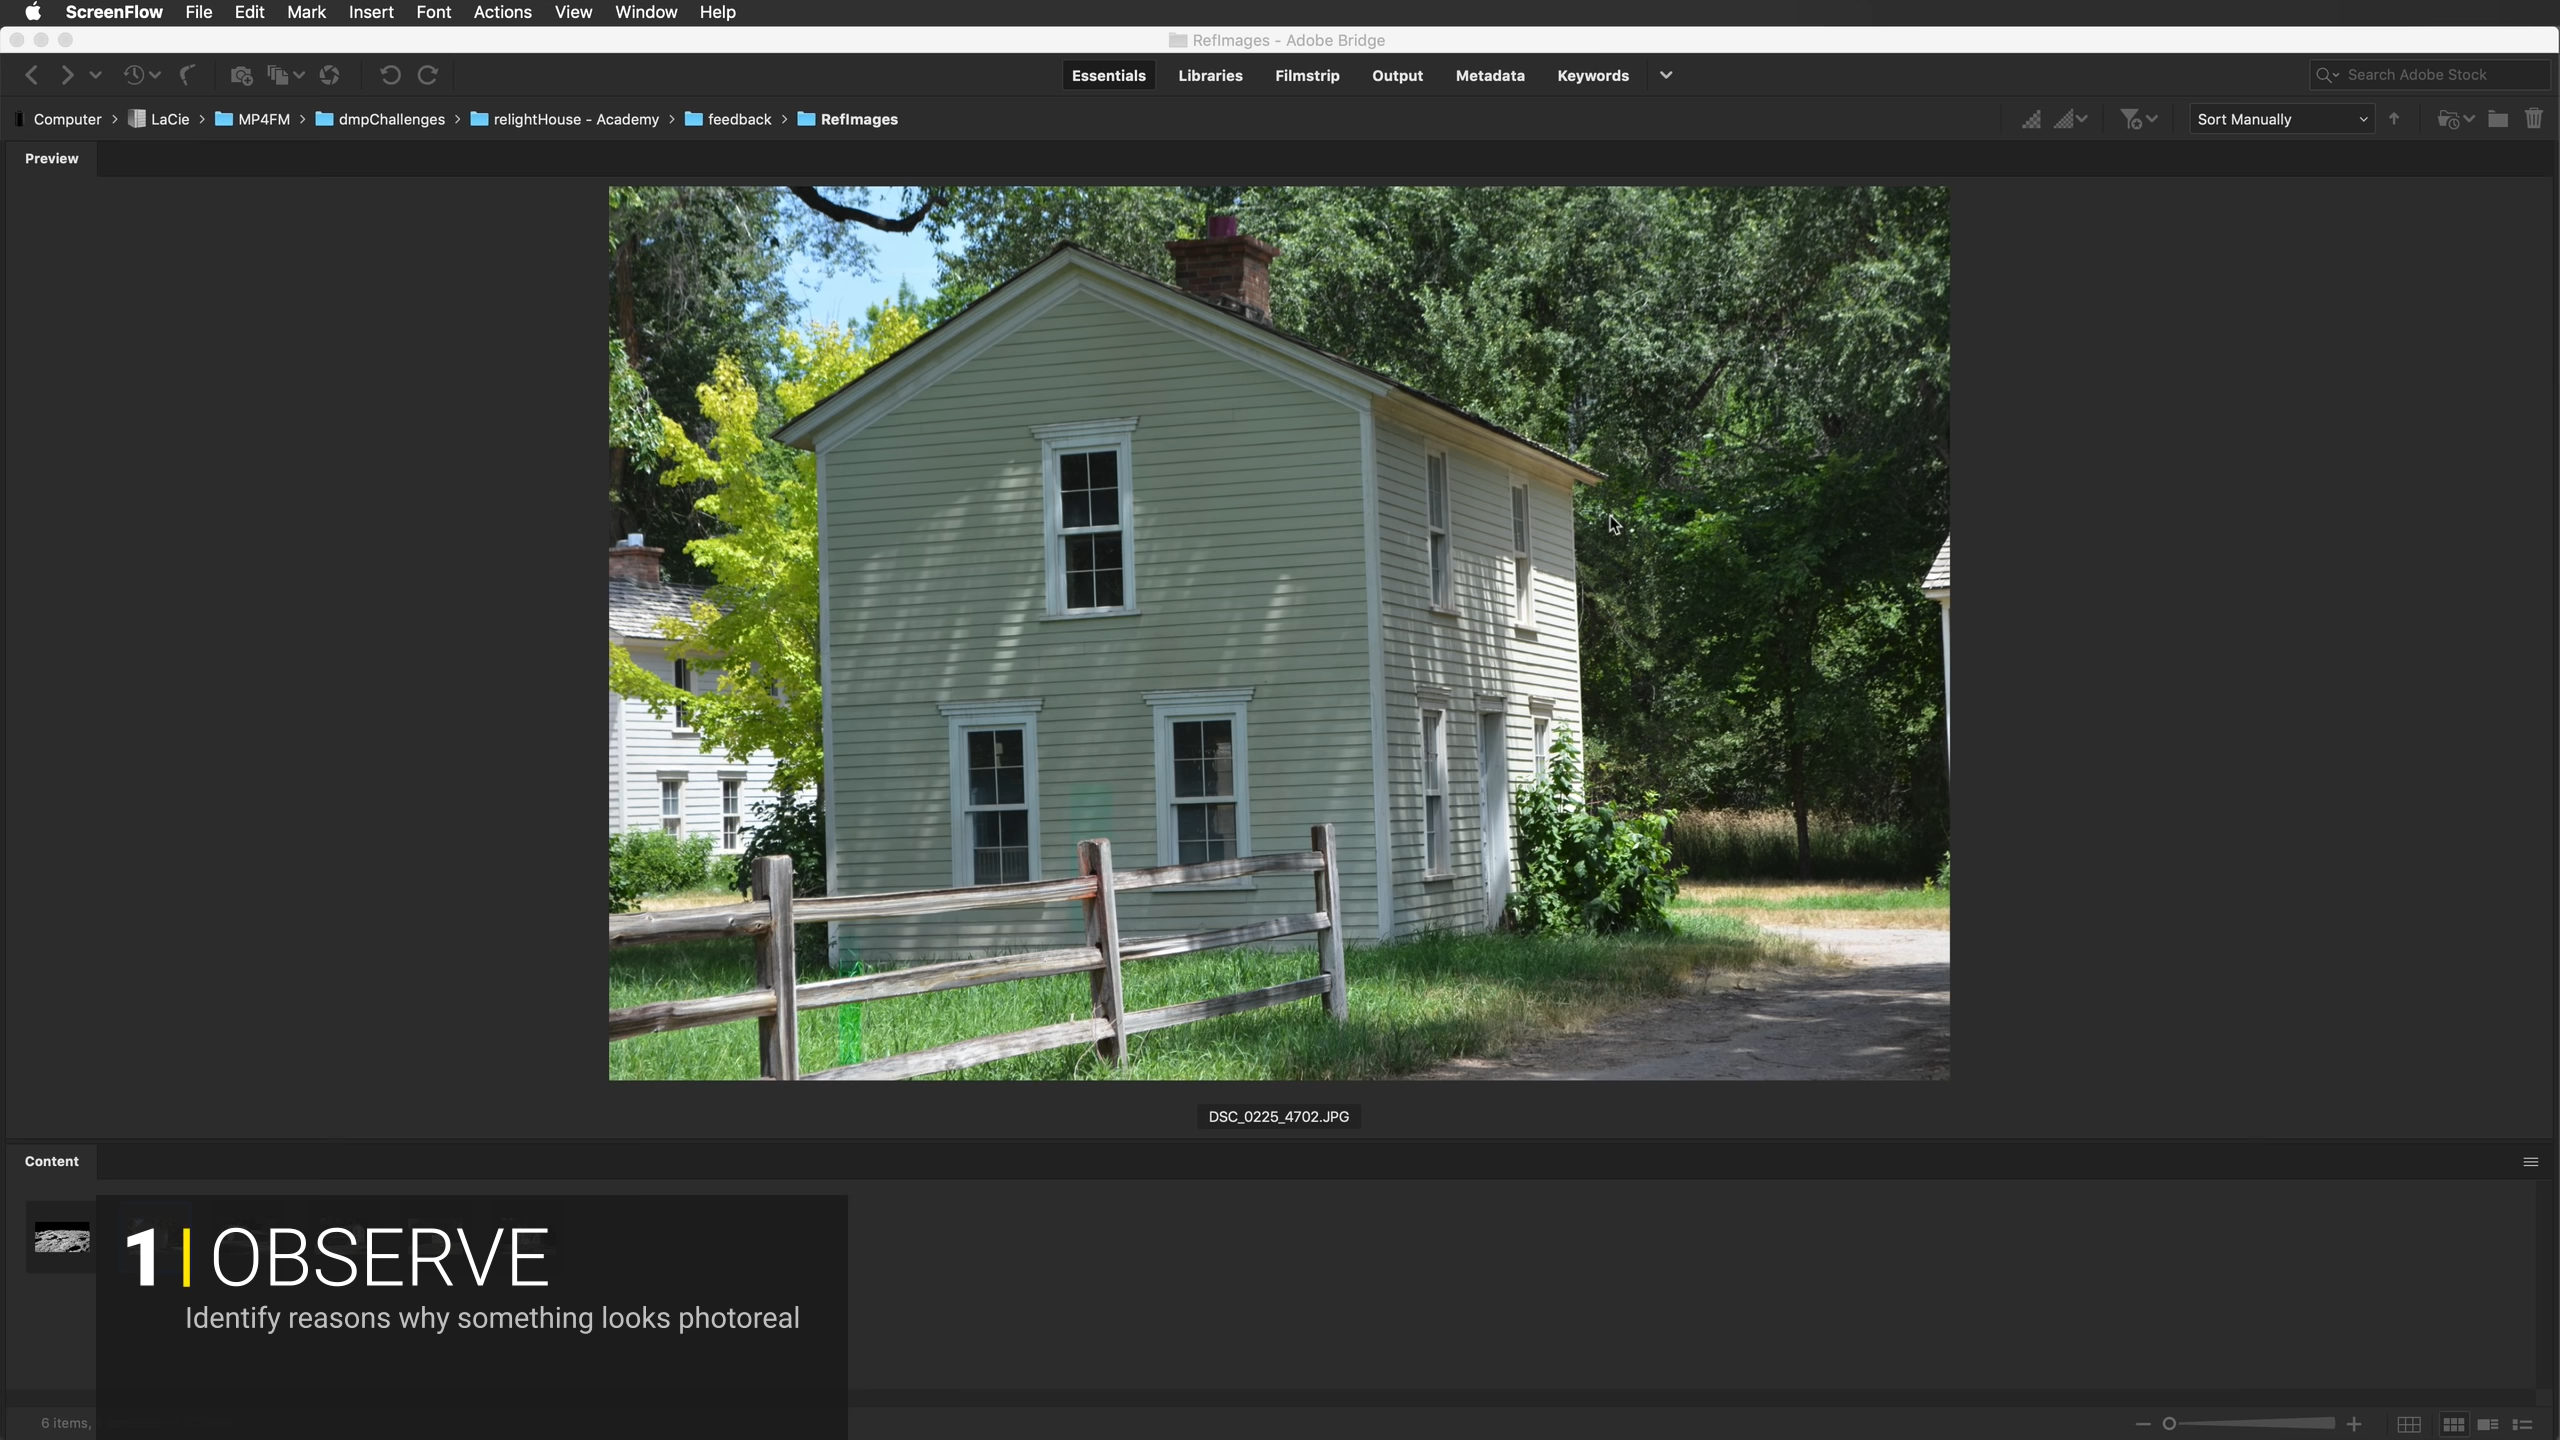 ScreenFlow File Edit Mark Insert Font Actions View Window Help
RefImages - Adobe Bridge
Essentials Libraries Filmstrip Output Metadata Keywords
Search Adobe Stock
Computer LaCie MP4FM dmpChallenges relightHouse - Academy feedback RefImages
Sort Manually
Preview
DSC_0225_4702.JPG
Content
1 OBSERVE
Identify reasons why something looks photoreal
6 items,